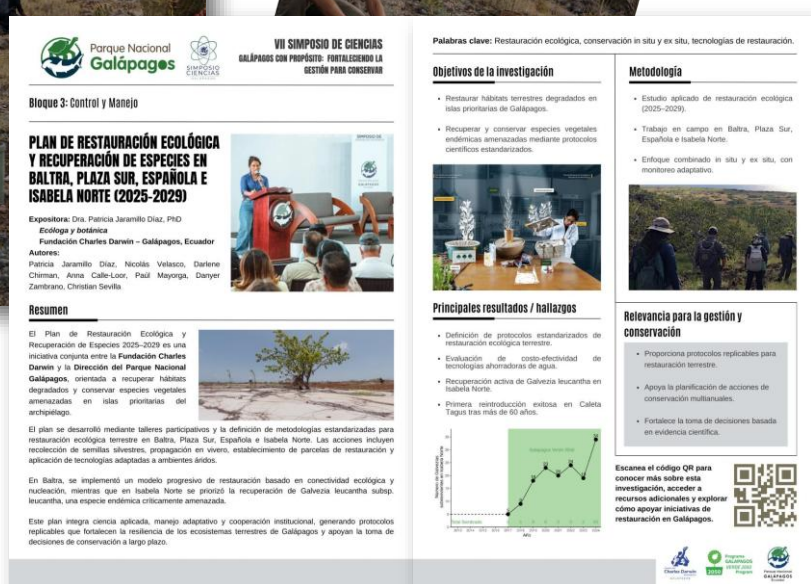 Parque Nacional
Galápagos
SIMPOSIO
CIENCIAS
VII SIMPOSIO DE CIENCIAS
GALÁPAGOS CON PROPÓSITO: FORTALECIENDO LA
GESTIÓN PARA CONSERVAR
Bloque 3: Control y Manejo
PLAN DE RESTAURACIÓN ECOLÓGICA
Y RECUPERACIÓN DE ESPECIES EN
BALTRA, PLAZA SUR, ESPAÑOLA E
ISABELA NORTE (2025-2029)
Expositora: Dra. Patricia Jaramillo Díaz, PhD
Ecóloga y botánica
Fundación Charles Darwin – Galápagos, Ecuador
Autores:
Patricia Jaramillo Díaz, Nicolás Velasco, Darlene
Chirman, Anna Calle-Loor, Paúl Mayorga, Danyer
Zambrano, Christian Sevilla
Resumen
El Plan de Restauración Ecológica y
Recuperación de Especies 2025–2029 es una
iniciativa conjunta entre la Fundación Charles
Darwin y la Dirección del Parque Nacional
Galápagos, orientada a recuperar hábitats
degradados y conservar especies vegetales
amenazadas en islas prioritarias del
archipiélago.
El plan se desarrolló mediante talleres participativos y la definición de metodologías estandarizadas para
restauración ecológica terrestre en Baltra, Plaza Sur, Española e Isabela Norte. Las acciones incluyen
recolección de semillas silvestres, propagación en vivero, establecimiento de parcelas de restauración y
aplicación de tecnologías adaptadas a ambientes áridos.
En Baltra, se implementó un modelo progresivo de restauración basado en conectividad ecológica y
nucleación, mientras que en Isabela Norte se priorizó la recuperación de Galvezia leucantha subsp.
leucantha, una especie endémica críticamente amenazada.
Este plan integra ciencia aplicada, manejo adaptativo y cooperación institucional, generando protocolos
replicables que fortalecen la resiliencia de los ecosistemas terrestres de Galápagos y apoyan la toma de
decisiones de conservación a largo plazo.
Palabras clave: Restauración ecológica, conservación in situ y ex situ, tecnologías de restauración.
Objetivos de la investigación
• Restaurar hábitats terrestres degradados en
islas prioritarias de Galápagos.
• Recuperar y conservar especies vegetales
endémicas amenazadas mediante protocolos
científicos estandarizados.
Principales resultados / hallazgos
• Definición de protocolos estandarizados de
restauración ecológica terrestre.
• Evaluación de costo-efectividad de
tecnologías ahorradoras de agua.
• Recuperación activa de Galvezia leucantha en
Isabela Norte.
• Primera reintroducción exitosa en Caleta
Tagus tras más de 60 años.
Metodología
• Estudio aplicado de restauración ecológica
(2025–2029).
• Trabajo en campo en Baltra, Plaza Sur,
Española e Isabela Norte.
• Enfoque combinado in situ y ex situ, con
monitoreo adaptativo.
Relevancia para la gestión y
conservación
• Proporciona protocolos replicables para
restauración terrestre.
• Apoya la planificación de acciones de
conservación multianuales.
• Fortalece la toma de decisiones basada
en evidencia científica.
Escanea el código QR para
conocer más sobre esta
investigación, acceder a
recursos adicionales y explorar
cómo apoyar iniciativas de
restauración en Galápagos.
Charles Darwin
Programa
GALAPAGOS
VERDE 2050
Program
Parque Nacional
GALÁPAGOS